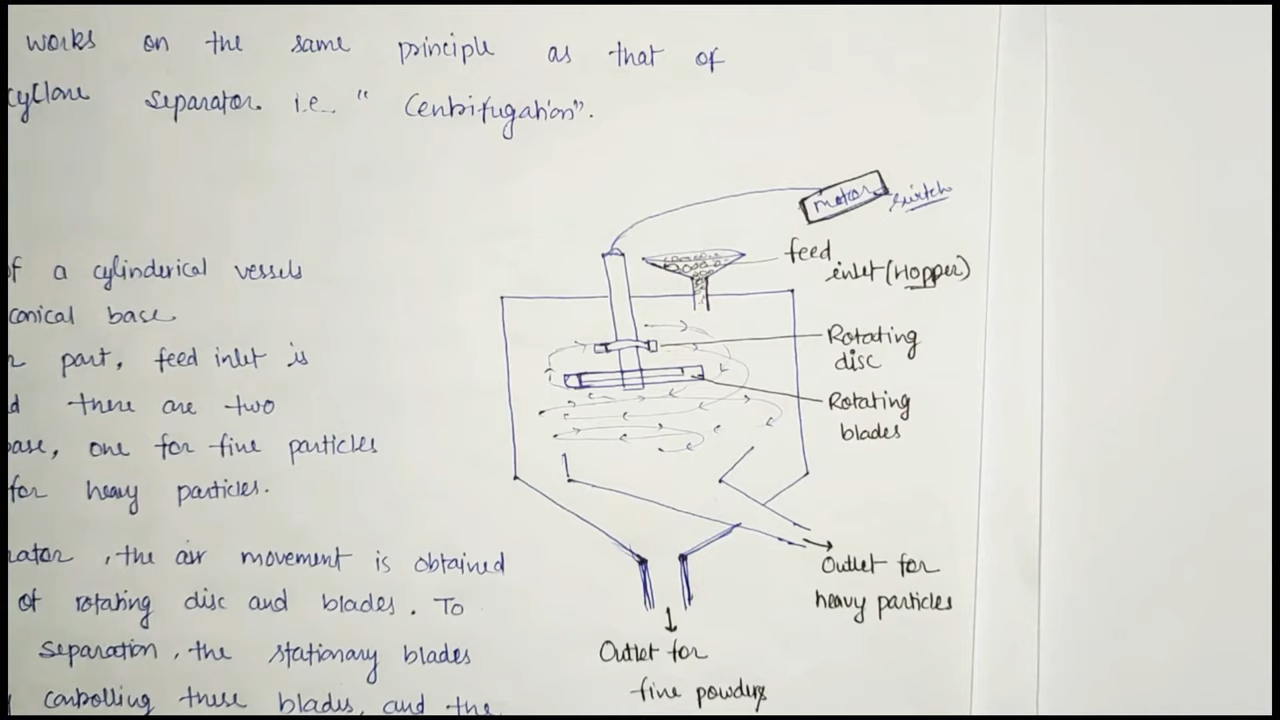 works on the same principle as that of
cyclone separator i.e. "Centrifugation".
motor switch
feed
inlet (Hopper)
of a cylinderical vessels
conical base
part, feed inlet is
Rotating
disc
there are two
Rotating
blades
base, one for fine particles
for heavy particles.
rator, the air movement is obtained
Outlet for
heavy particles
of rotating disc and blades. To
separation, the stationary blades
Outlet for
fine powders
controlling these blades, and the